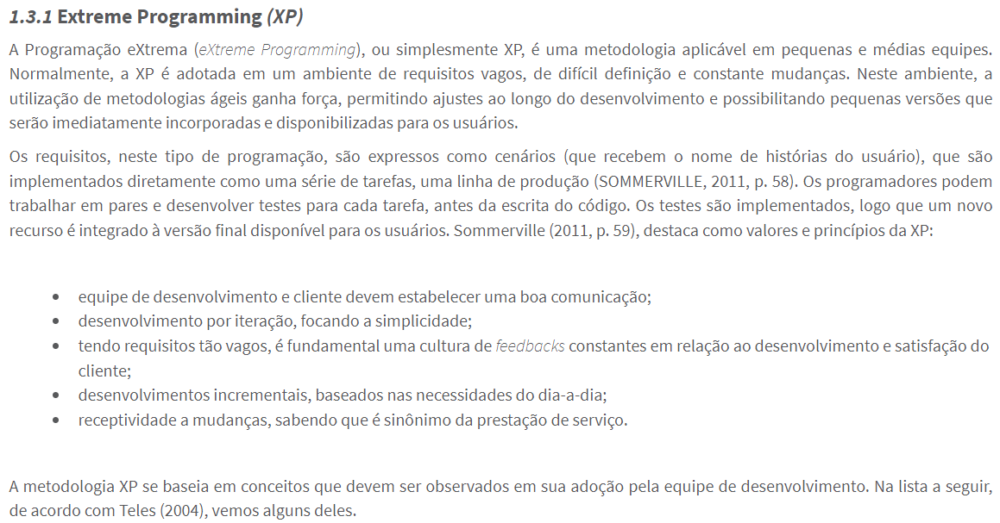 1.3.1 Extreme Programming (XP)
A Programação eXtrema (eXtreme Programming), ou simplesmente XP, é uma metodologia aplicável em pequenas e médias equipes.
Normalmente, a XP é adotada em um ambiente de requisitos vagos, de difícil definição e constante mudanças. Neste ambiente, a
utilização de metodologias ágeis ganha força, permitindo ajustes ao longo do desenvolvimento e possibilitando pequenas versões que
serão imediatamente incorporadas e disponibilizadas para os usuários.
Os requisitos, neste tipo de programação, são expressos como cenários (que recebem o nome de histórias do usuário), que são
implementados diretamente como uma série de tarefas, uma linha de produção (SOMMERVILLE, 2011, p. 58). Os programadores podem
trabalhar em pares e desenvolver testes para cada tarefa, antes da escrita do código. Os testes são implementados, logo que um novo
recurso é integrado à versão final disponível para os usuários. Sommerville (2011, p. 59), destaca como valores e princípios da XP:
• equipe de desenvolvimento e cliente devem estabelecer uma boa comunicação;
• desenvolvimento por iteração, focando a simplicidade;
• tendo requisitos tão vagos, é fundamental uma cultura de feedbacks constantes em relação ao desenvolvimento e satisfação do
cliente;
• desenvolvimentos incrementais, baseados nas necessidades do dia-a-dia;
• receptividade a mudanças, sabendo que é sinônimo da prestação de serviço.
A metodologia XP se baseia em conceitos que devem ser observados em sua adoção pela equipe de desenvolvimento. Na lista a seguir,
de acordo com Teles (2004), vemos alguns deles.